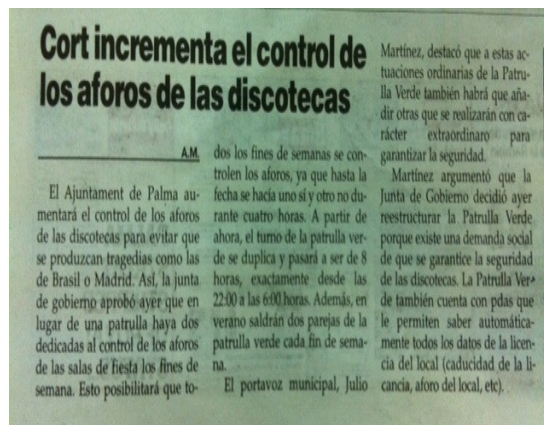 Cort incrementa el control de
los aforos de las discotecas
A.M.
El Ajuntament de Palma au-
mentará el control de los aforos
de las discotecas para evitar que
se produzcan tragedias como las
de Brasil o Madrid. Así, la junta
de gobierno aprobó ayer que en
lugar de una patrulla haya dos
dedicadas al control de los aforos
de las salas de fiesta los fines de
semana. Esto posibilitará que to-
dos los fines de semanas se con-
trolen los aforos, ya que hasta la
fecha se hacía uno sí y otro no du-
rante cuatro horas. A partir de
ahora, el turno de la patrulla ver-
de se duplica y pasará a ser de 8
horas, exactamente desde las
22:00 a las 6:00 horas. Además, en
verano saldrán dos parejas de la
patrulla verde cada fin de sema-
na.
El portavoz municipal, Julio
Martínez, destacó que a estas ac-
tuaciones ordinarias de la Patru-
lla Verde también habrá que aña-
dir otras que se realizarán con ca-
rácter extraordinaro para
garantizar la seguridad.
Martínez argumentó que la
Junta de Gobierno decidió ayer
reestructurar la Patrulla Verde
porque existe una demanda social
de que se garantice la seguridad
de las discotecas. La Patrulla Ver-
de también cuenta con pdas que
le permiten saber automática-
mente todos los datos de la licen-
cia del local (caducidad de la li-
cancia, aforo del local, etc).